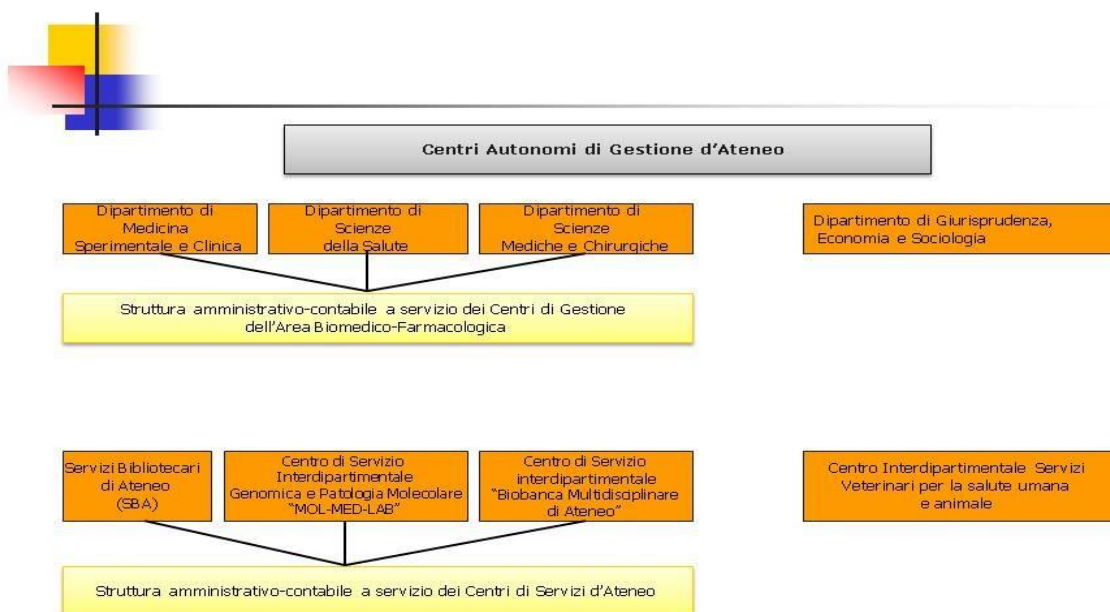 Centri Autonomi di Gestione d'Ateneo
Dipartimento di
Medicina
Sperimentale e Clinica
Dipartimento di
Scienze
della Salute
Dipartimento di
Scienze
Mediche e Chirurgiche
Dipartimento di Giurisprudenza,
Economia e Sociologia
Struttura amministrativo-contabile a servizio dei Centri di Gestione
dell'Area Biomedico-Farmacologica
Servizi Bibliotecari
di Ateneo
(SBA)
Centro di Servizio
Interdipartimentale
Genomica e Patologia Molecolare
"MOL-MED-LAB"
Centro di Servizio
interdipartimentale
"Biobanca Multidisciplinare
di Ateneo"
Centro Interdipartimentale Servizi
Veterinari per la salute umana
e animale
Struttura amministrativo-contabile a servizio dei Centri di Servizi d'Ateneo